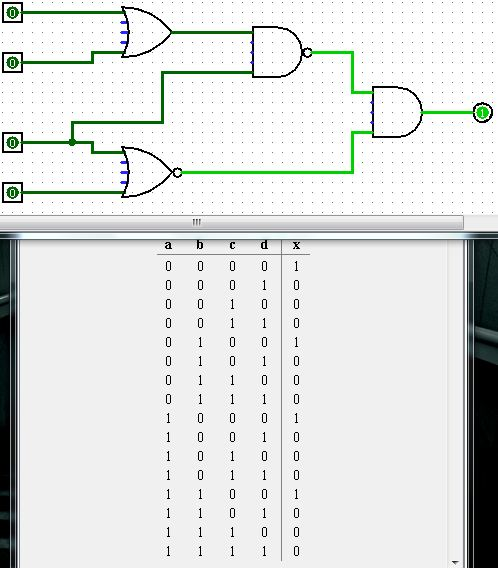 0
0
0
0
1
a b c d x
0 0 0 0 1
0 0 0 1 0
0 0 1 0 0
0 0 1 1 0
0 1 0 0 1
0 1 0 1 0
0 1 1 0 0
0 1 1 1 0
1 0 0 0 1
1 0 0 1 0
1 0 1 0 0
1 0 1 1 0
1 1 0 0 1
1 1 0 1 0
1 1 1 0 0
1 1 1 1 0